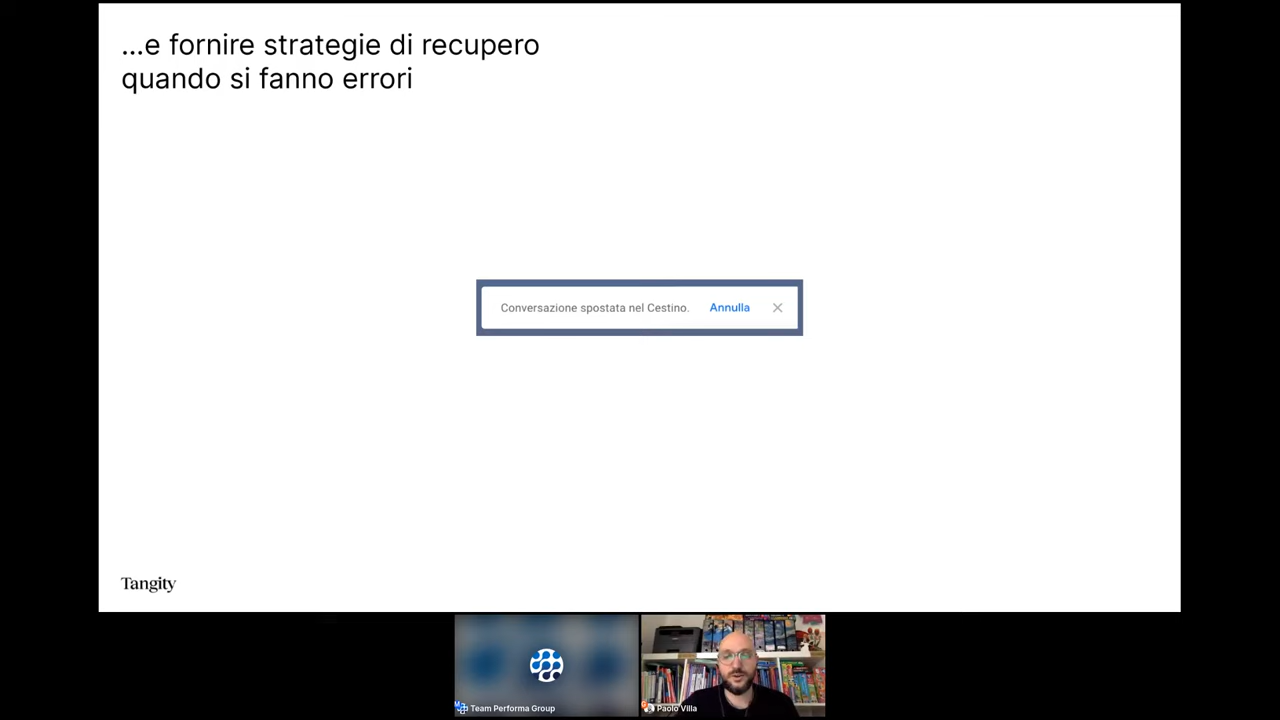 ...e fornire strategie di recupero
quando si fanno errori
Conversazione spostata nel Cestino. Annulla
Tangity
Team Performa Group
Paolo Villa